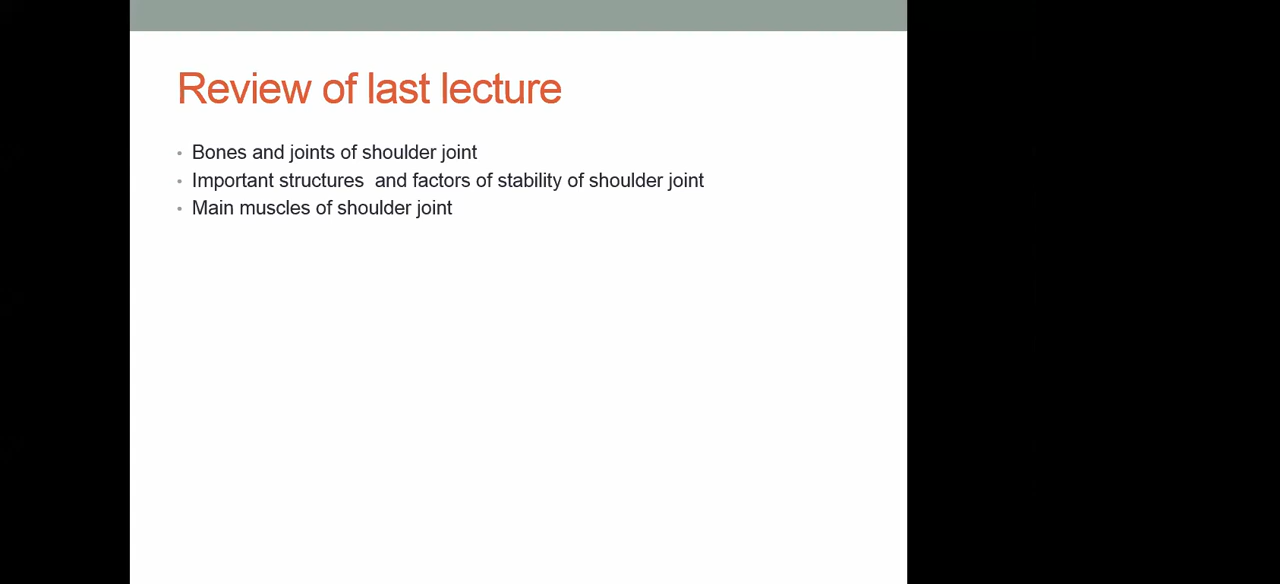 Review of last lecture
• Bones and joints of shoulder joint
• Important structures  and factors of stability of shoulder joint
• Main muscles of shoulder joint